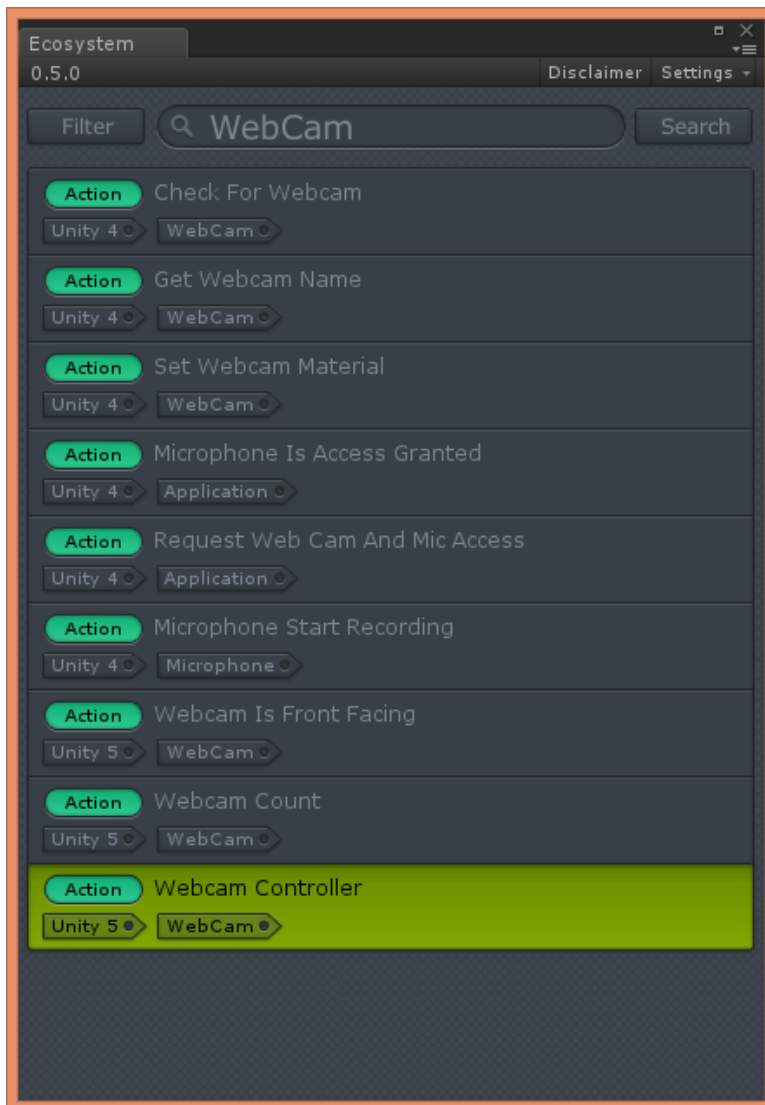 Ecosystem
0.5.0 Disclaimer Settings
Filter WebCam Search
Action Check For Webcam
Unity 4 WebCam
Action Get Webcam Name
Unity 4 WebCam
Action Set Webcam Material
Unity 4 WebCam
Action Microphone Is Access Granted
Unity 4 Application
Action Request Web Cam And Mic Access
Unity 4 Application
Action Microphone Start Recording
Unity 4 Microphone
Action Webcam Is Front Facing
Unity 5 WebCam
Action Webcam Count
Unity 5 WebCam
Action Webcam Controller
Unity 5 WebCam